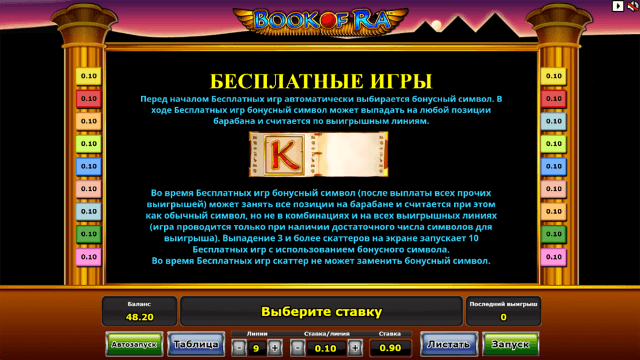 BOOK OF RA
БЕСПЛАТНЫЕ ИГРЫ
Перед началом Бесплатных игр автоматически выбирается бонусный символ. В
ходе Бесплатных игр бонусный символ может выпадать на любой позиции
барабана и считается по выигрышным линиям.
K
Во время Бесплатных игр бонусный символ (после выплаты всех прочих
выигрышей) может занять все позиции на барабане и считается при этом
как обычный символ, но не в комбинациях и на всех выигрышных линиях
(игра проводится только при наличии достаточного числа символов для
выигрыша). Выпадение 3 и более скаттеров на экране запускает 10
Бесплатных игр с использованием бонусного символа.
Во время Бесплатных игр скаттер не может заменить бонусный символ.
0.10 0.10
0.10 0.10
0.10 0.10
0.10 0.10
0.10 0.10
0.10 0.10
0.10 0.10
0.10 0.10
0.10 0.10
Баланс Выберите ставку Последний выигрыш
48.20 0
Линии Ставка/линия Ставка
Автозапуск Таблица - 9 + - 0.10 + 0.90 Листать Запуск